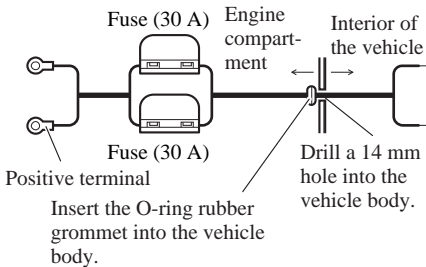 Fuse (30 A)
Engine
compart-
ment
Interior of
the vehicle
Fuse (30 A)
Positive terminal
Drill a 14 mm
hole into the
vehicle body.
Insert the O-ring rubber
grommet into the vehicle
body.